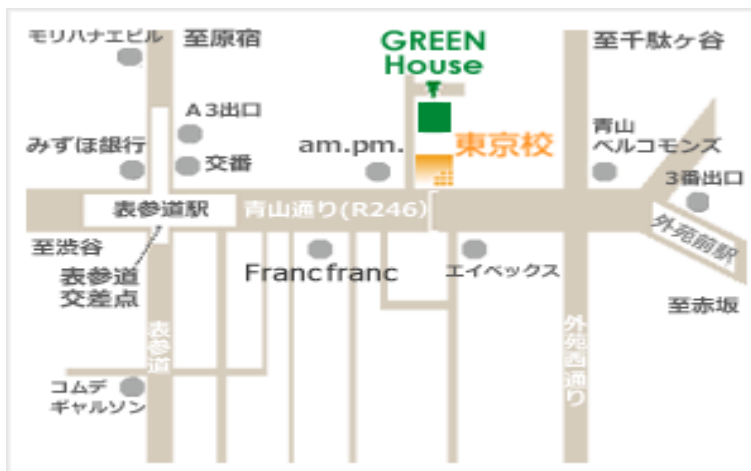 モリハナエビル
至原宿
GREEN
House
至千駄ヶ谷
A3出口
みずほ銀行
交番
am.pm.
東京校
青山
ベルコモンズ
3番出口
表参道駅
青山通り(R246)
外苑前駅
至渋谷
表参道
交差点
Francfranc
エイベックス
至赤坂
表参道
外苑西通り
コムデ
ギャルソン